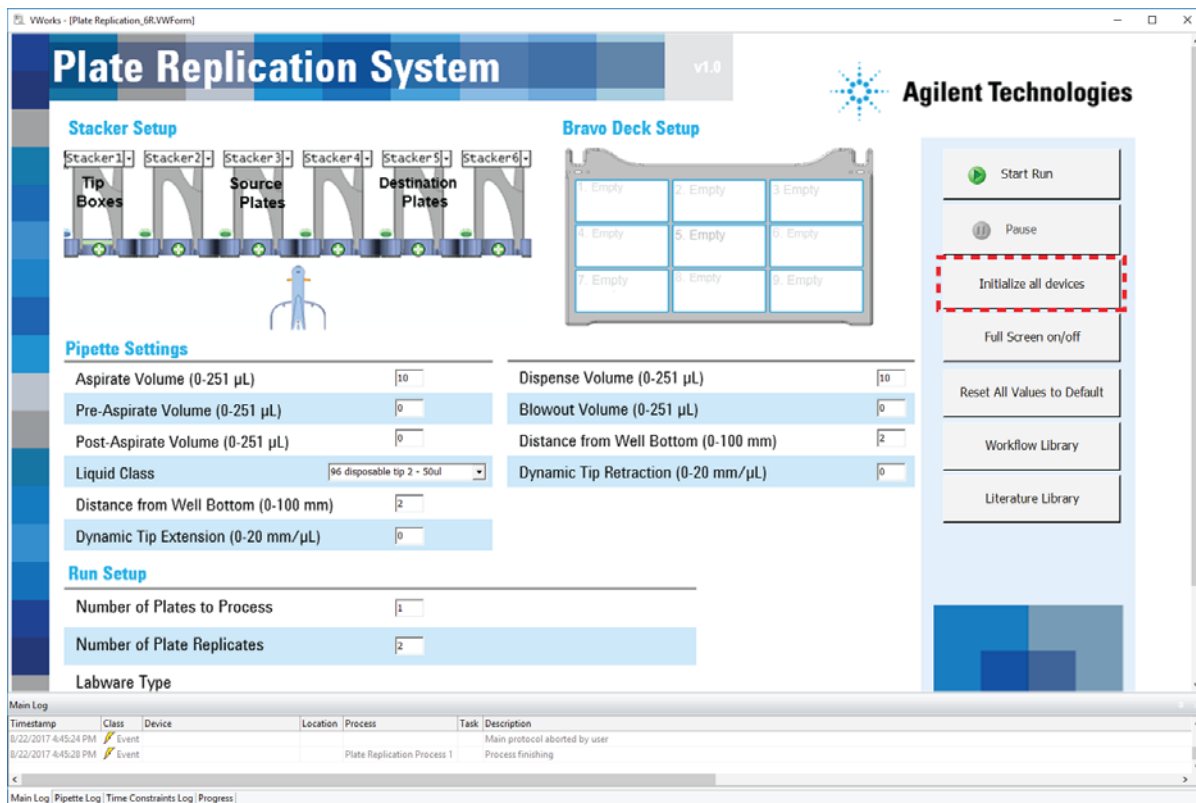 VWorks - [Plate Replication_6R.VWForm]
Plate Replication System
v1.0
Agilent Technologies
Stacker Setup
Stacker1 Stacker2 Stacker3 Stacker4 Stacker5 Stacker6
Tip Boxes
Source Plates
Destination Plates
Bravo Deck Setup
1. Empty 2. Empty 3 Empty
4. Empty 5. Empty 6. Empty
7. Empty 8. Empty 9. Empty
Start Run
Pause
Initialize all devices
Full Screen on/off
Reset All Values to Default
Workflow Library
Literature Library
Pipette Settings
Aspirate Volume (0-251 µL) 10
Pre-Aspirate Volume (0-251 µL) 0
Post-Aspirate Volume (0-251 µL) 0
Liquid Class 96 disposable tip 2 - 50ul
Distance from Well Bottom (0-100 mm) 2
Dynamic Tip Extension (0-20 mm/µL) 0
Dispense Volume (0-251 µL) 10
Blowout Volume (0-251 µL) 0
Distance from Well Bottom (0-100 mm) 2
Dynamic Tip Retraction (0-20 mm/µL) 0
Run Setup
Number of Plates to Process 1
Number of Plate Replicates 2
Labware Type
Main Log
Timestamp Class Device Location Process Task Description
8/22/2017 4:45:24 PM Event Main protocol aborted by user
8/22/2017 4:45:28 PM Event Plate Replication Process 1 Process finishing
Main Log Pipette Log Time Constraints Log Progress